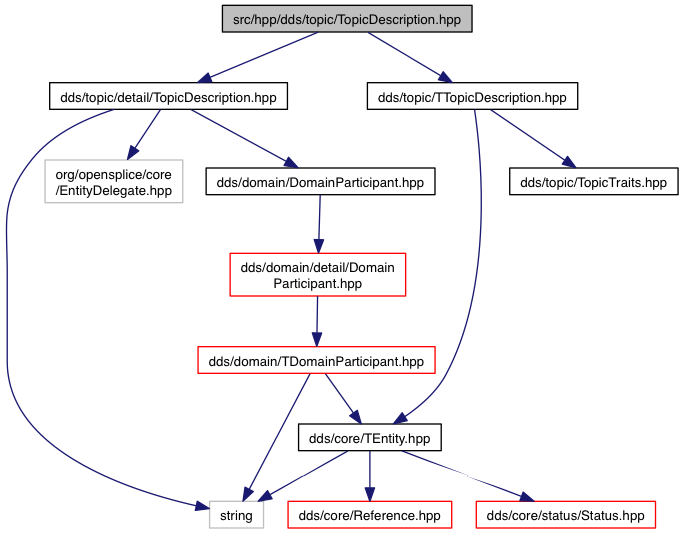 src/hpp/dds/topic/TopicDescription.hpp
dds/topic/detail/TopicDescription.hpp
dds/topic/TTopicDescription.hpp
org/opensplice/core
/EntityDelegate.hpp
dds/domain/DomainParticipant.hpp
dds/topic/TopicTraits.hpp
dds/domain/detail/Domain
Participant.hpp
dds/domain/TDomainParticipant.hpp
dds/core/TEntity.hpp
string
dds/core/Reference.hpp
dds/core/status/Status.hpp